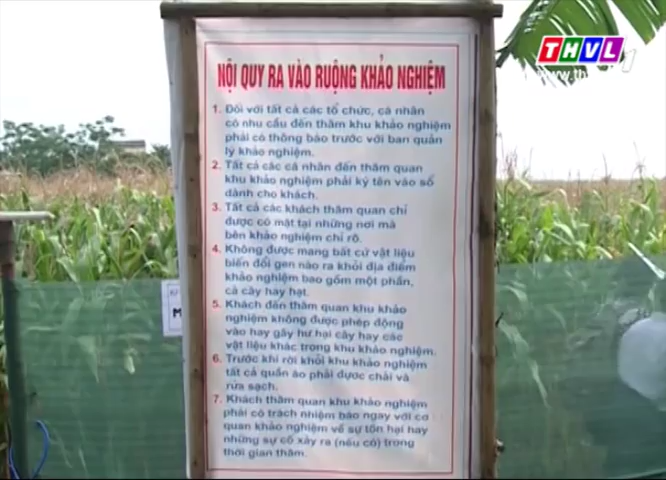 THVL1
www.th
NỘI QUY RA VÀO RUỘNG KHẢO NGHIỆM
1. Đối với tất cả các tổ chức, cá nhân
có nhu cầu đến thăm khu khảo nghiệm
phải có thông báo trước với ban quản
lý khảo nghiệm.
2. Tất cả các cá nhân đến thăm quan
khu khảo nghiệm phải ký tên vào sổ
dành cho khách.
3. Tất cả các khách thăm quan chỉ
được có mặt tại những nơi mà
bên khảo nghiệm chỉ rõ.
4. Không được mang bất cứ vật liệu
biến đổi gen nào ra khỏi địa điểm
khảo nghiệm bao gồm một phần,
cả cây hay hạt.
5. Khách đến thăm quan khu khảo
nghiệm không được phép động
vào hay gây hư hại cây hay các
vật liệu khác trong khu khảo nghiệm.
6. Trước khi rời khỏi khu khảo nghiệm
tất cả quần áo phải được chải và
rửa sạch.
7. Khách thăm quan khu khảo nghiệm
phải có trách nhiệm báo ngay với cơ
quan khảo nghiệm về sự tổn hại hay
những sự cố xảy ra (nếu có) trong
thời gian thăm.